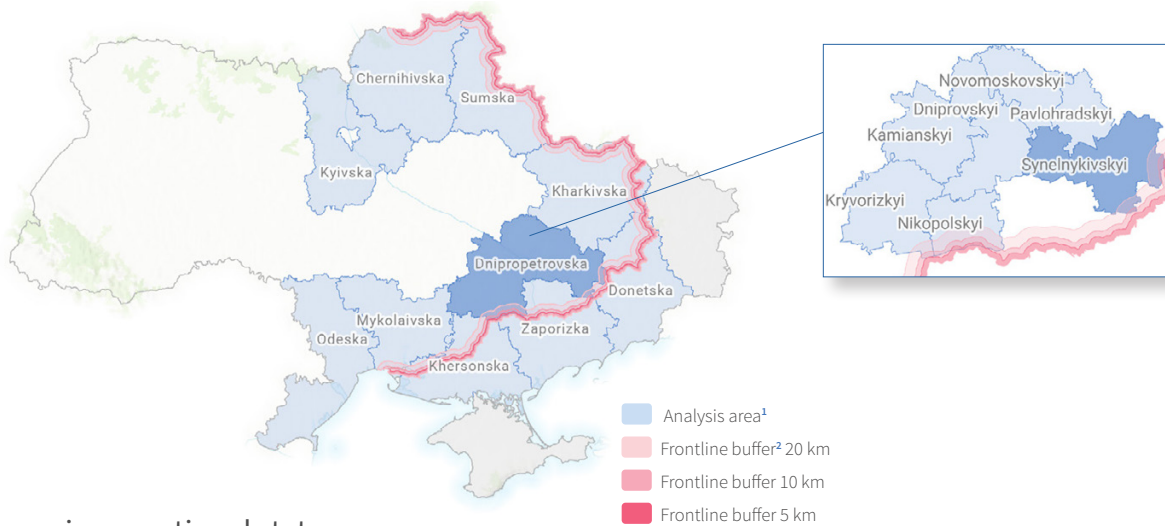 Chernihivska
Sumska
Kyivska
Kharkivska
Dnipropetrovska
Donetska
Zaporizka
Mykolaivska
Odeska
Khersonska
Novomoskovskyi
Dniprovskyi
Pavlohradskyi
Kamianskyi
Synelnykivskyi
Kryvorizkyi
Nikopolskyi
Analysis area¹
Frontline buffer² 20 km
Frontline buffer 10 km
Frontline buffer 5 km